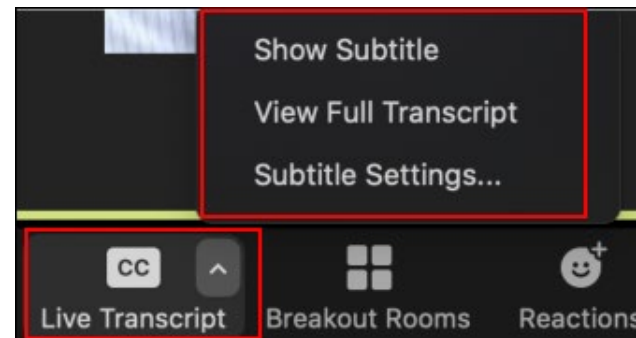 Show Subtitle
View Full Transcript
Subtitle Settings...
CC
Live Transcript
Breakout Rooms
Reactions